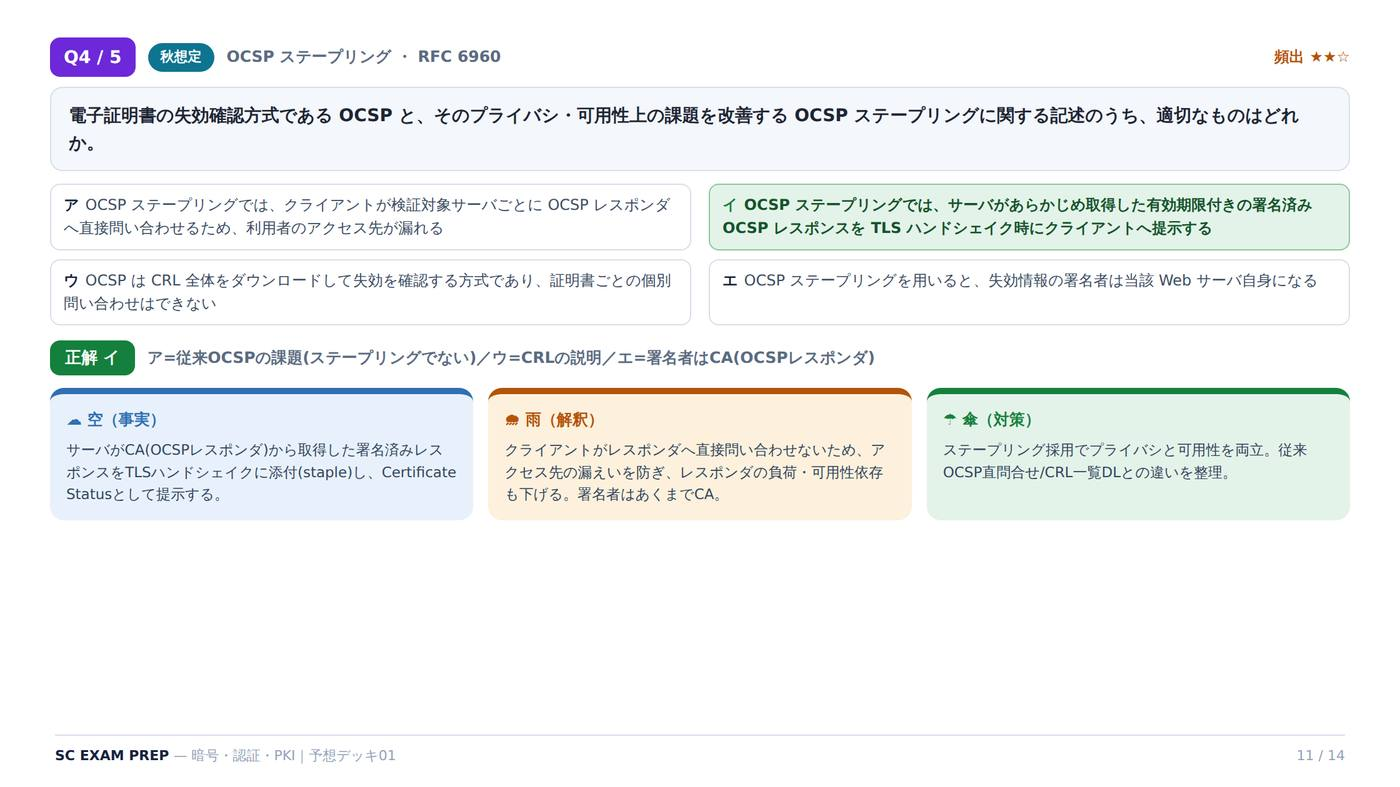 Q4 / 5 秋想定 OCSP ステープリング ・ RFC 6960 頻出 ★★☆
電子証明書の失効確認方式である OCSP と、そのプライバシ・可用性上の課題を改善する OCSP ステープリングに関する記述のうち、適切なものはどれ
か。
ア OCSP ステープリングでは、クライアントが検証対象サーバごとに OCSP レスポンダ
へ直接問い合わせるため、利用者のアクセス先が漏れる
イ OCSP ステープリングでは、サーバがあらかじめ取得した有効期限付きの署名済み
OCSP レスポンスを TLS ハンドシェイク時にクライアントへ提示する
ウ OCSP は CRL 全体をダウンロードして失効を確認する方式であり、証明書ごとの個別
問い合わせはできない
エ OCSP ステープリングを用いると、失効情報の署名者は当該 Web サーバ自身になる
正解 イ ア=従来OCSPの課題(ステープリングでない)／ウ=CRLの説明／エ=署名者はCA(OCSPレスポンダ)
☁ 空（事実）
サーバがCA(OCSPレスポンダ)から取得した署名済みレス
ポンスをTLSハンドシェイクに添付(staple)し、Certificate
Statusとして提示する。
🌧 雨（解釈）
クライアントがレスポンダへ直接問い合わせないため、ア
クセス先の漏えいを防ぎ、レスポンダの負荷・可用性依存
も下げる。署名者はあくまでCA。
☂ 傘（対策）
ステープリング採用でプライバシと可用性を両立。従来
OCSP直問合せ/CRL一覧DLとの違いを整理。
SC EXAM PREP — 暗号・認証・PKI｜予想デッキ01 11 / 14